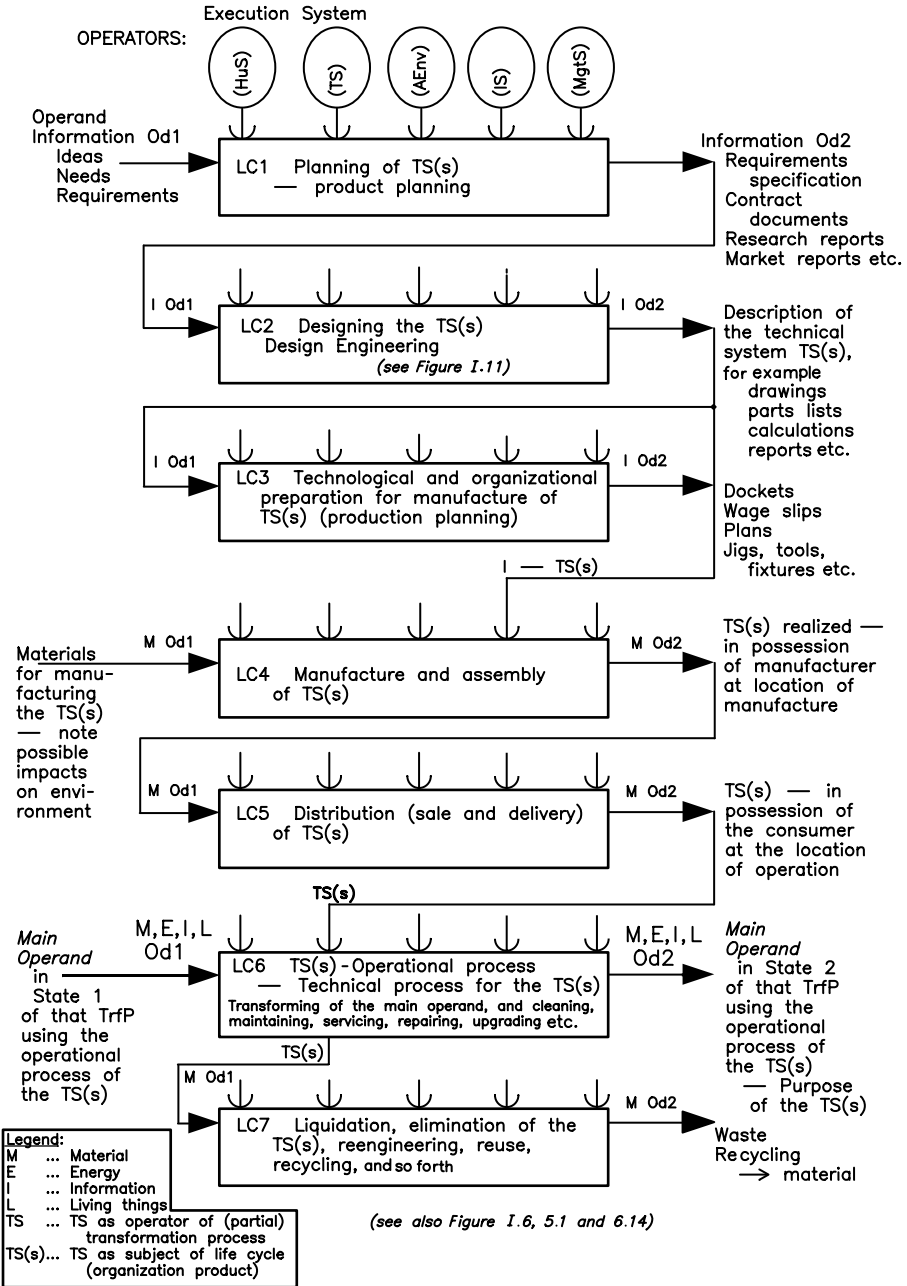 Execution System
OPERATORS:
(HuS)
(TS)
(AEnv)
(IS)
(MgtS)
Operand
Information Od1
Ideas
Needs
Requirements
LC1 Planning of TS(s)
— product planning
Information Od2
Requirements
specification
Contract
documents
Research reports
Market reports etc.
I Od1
LC2 Designing the TS(s)
Design Engineering
(see Figure I.11)
I Od2
Description of
the technical
system TS(s),
for example
drawings
parts lists
calculations
reports etc.
I Od1
LC3 Technological and organizational
preparation for manufacture of
TS(s) (production planning)
I Od2
Dockets
Wage slips
Plans
Jigs, tools,
fixtures etc.
I — TS(s)
Materials
for manu-
facturing
the TS(s)
— note
possible
impacts
on envi-
ronment
M Od1
LC4 Manufacture and assembly
of TS(s)
M Od2
TS(s) realized —
in possession
of manufacturer
at location of
manufacture
M Od1
LC5 Distribution (sale and delivery)
of TS(s)
M Od2
TS(s) — in
possession of
the consumer
at the location
of operation
TS(s)
Main
Operand
in
State 1
of that TrfP
using the
operational
process of
the TS(s)
M,E,I,L
Od1
LC6 TS(s)-Operational process
— Technical process for the TS(s)
Transforming of the main operand, and cleaning,
maintaining, servicing, repairing, upgrading etc.
M,E,I,L
Od2
Main
Operand
in State 2
of that TrfP
using the
operational
process of
the TS(s)
— Purpose
of the TS(s)
TS(s)
M Od1
LC7 Liquidation, elimination of the
TS(s), reengineering, reuse,
recycling, and so forth
M Od2
Waste
Recycling
→ material
Legend:
M ... Material
E ... Energy
I ... Information
L ... Living things
TS ... TS as operator of (partial)
transformation process
TS(s)... TS as subject of life cycle
(organization product)
(see also Figure I.6, 5.1 and 6.14)